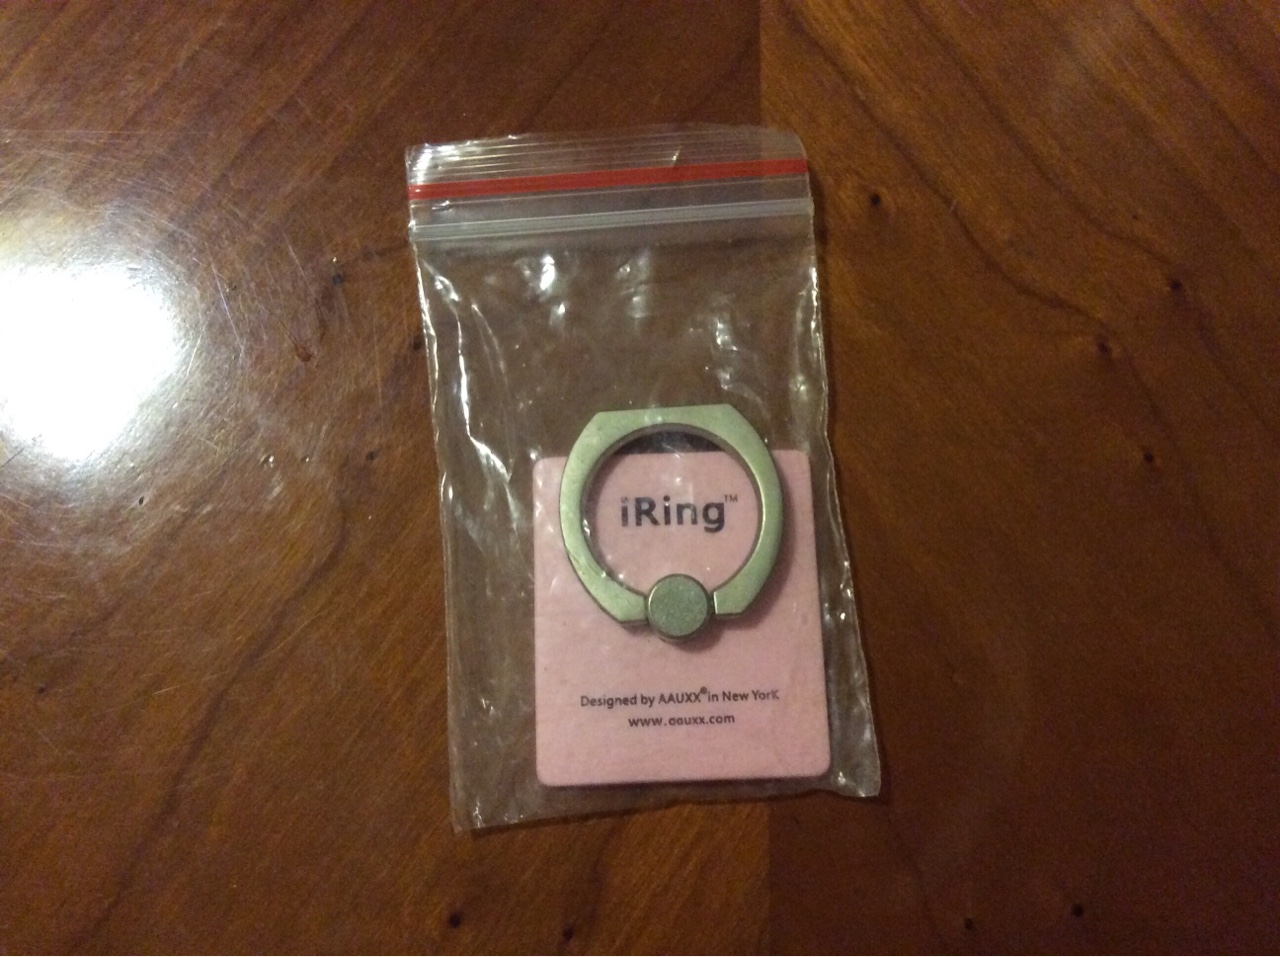 iRing™
Designed by AAUXX® in New York
www.aauxx.com